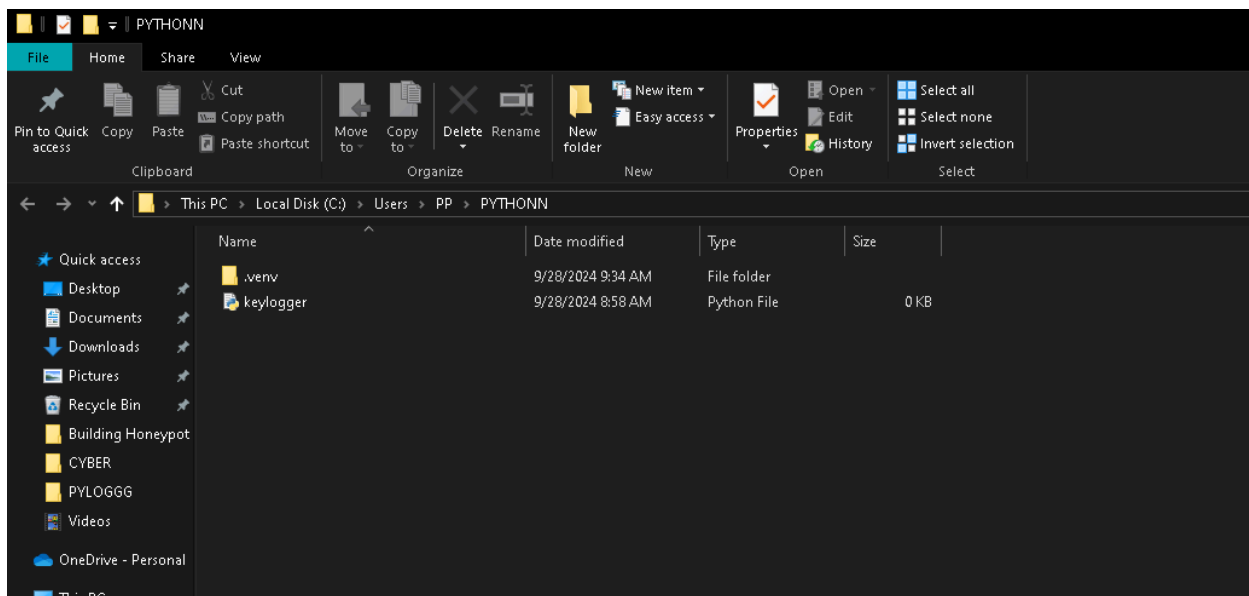 PYTHONN
File Home Share View
Pin to Quick access
Copy
Paste
Cut
Copy path
Paste shortcut
Clipboard
Move to
Copy to
Delete
Rename
Organize
New folder
New item
Easy access
New
Properties
Open
Edit
History
Open
Select all
Select none
Invert selection
Select
This PC > Local Disk (C:) > Users > PP > PYTHONN
Name Date modified Type Size
.venv 9/28/2024 9:34 AM File folder
keylogger 9/28/2024 8:58 AM Python File 0 KB
Quick access
Desktop
Documents
Downloads
Pictures
Recycle Bin
Building Honeypot
CYBER
PYLOGGG
Videos
OneDrive - Personal
This PC